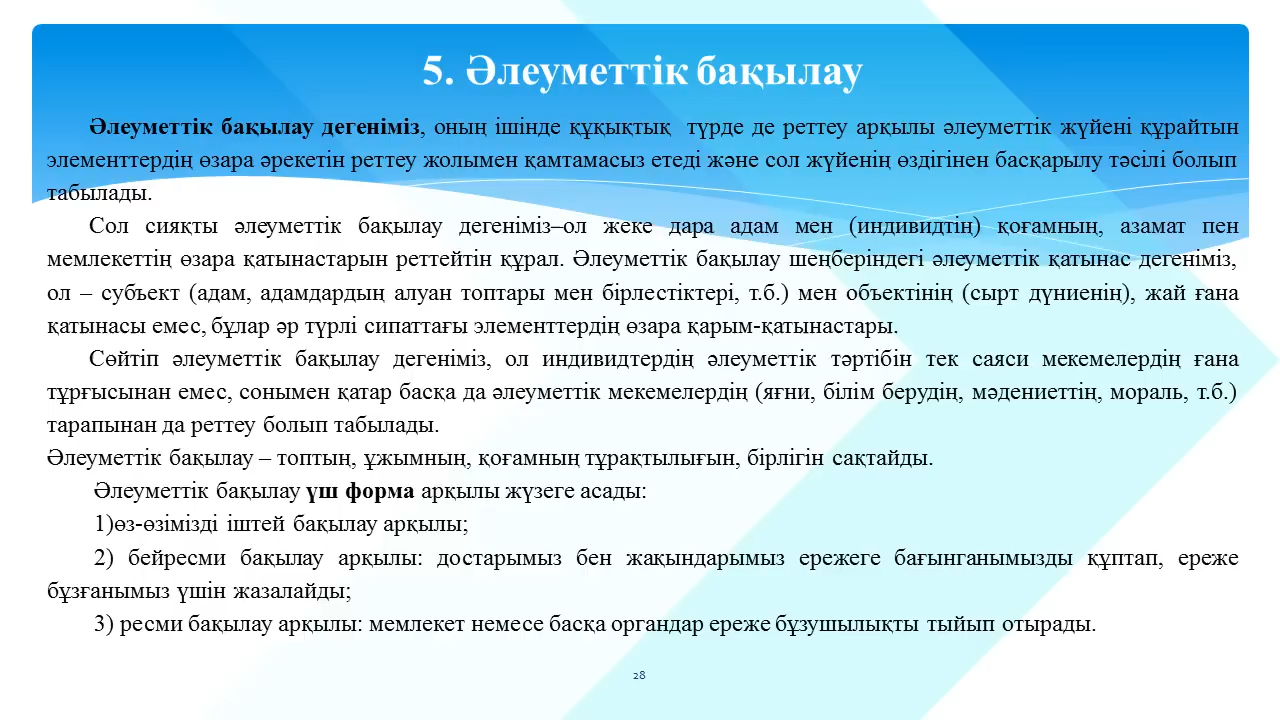 5. Әлеуметтік бақылау
Әлеуметтік бақылау дегеніміз, оның ішінде құқықтық түрде де реттеу арқылы әлеуметтік жүйені құрайтын
элементтердің өзара әрекетін реттеу жолымен қамтамасыз етеді және сол жүйенің өздігінен басқарылу тәсілі болып
табылады.
Сол сияқты әлеуметтік бақылау дегеніміз–ол жеке дара адам мен (индивидтің) қоғамның, азамат пен
мемлекеттің өзара қатынастарын реттейтін құрал. Әлеуметтік бақылау шеңберіндегі әлеуметтік қатынас дегеніміз,
ол – субъект (адам, адамдардың алуан топтары мен бірлестіктері, т.б.) мен объектінің (сырт дүниенің), жай ғана
қатынасы емес, бұлар әр түрлі сипаттағы элементтердің өзара қарым-қатынастары.
Сөйтіп әлеуметтік бақылау дегеніміз, ол индивидтердің әлеуметтік тәртібін тек саяси мекемелердің ғана
тұрғысынан емес, сонымен қатар басқа да әлеуметтік мекемелердің (яғни, білім берудің, мәдениеттің, мораль, т.б.)
тарапынан да реттеу болып табылады.
Әлеуметтік бақылау – топтың, ұжымның, қоғамның тұрақтылығын, бірлігін сақтайды.
Әлеуметтік бақылау үш форма арқылы жүзеге асады:
1)өз-өзімізді іштей бақылау арқылы;
2) бейресми бақылау арқылы: достарымыз бен жақындарымыз ережеге бағынғанымызды құптап, ереже
бұзғанымыз үшін жазалайды;
3) ресми бақылау арқылы: мемлекет немесе басқа органдар ереже бұзушылықты тыйып отырады.
28